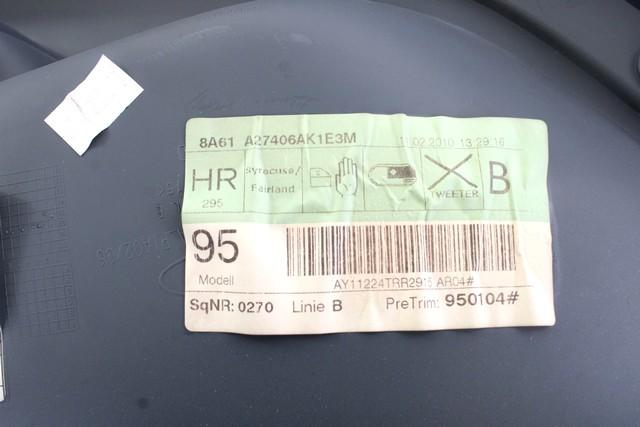 8A61 A27406AK1E3M 11.02.2010 13:29:16
HR
295
Syracuse/
Fairland
TWEETER
B
95
Modell
AY11224TRR2915 AR04#
SqNR: 0270 Linie B PreTrim: 950104#